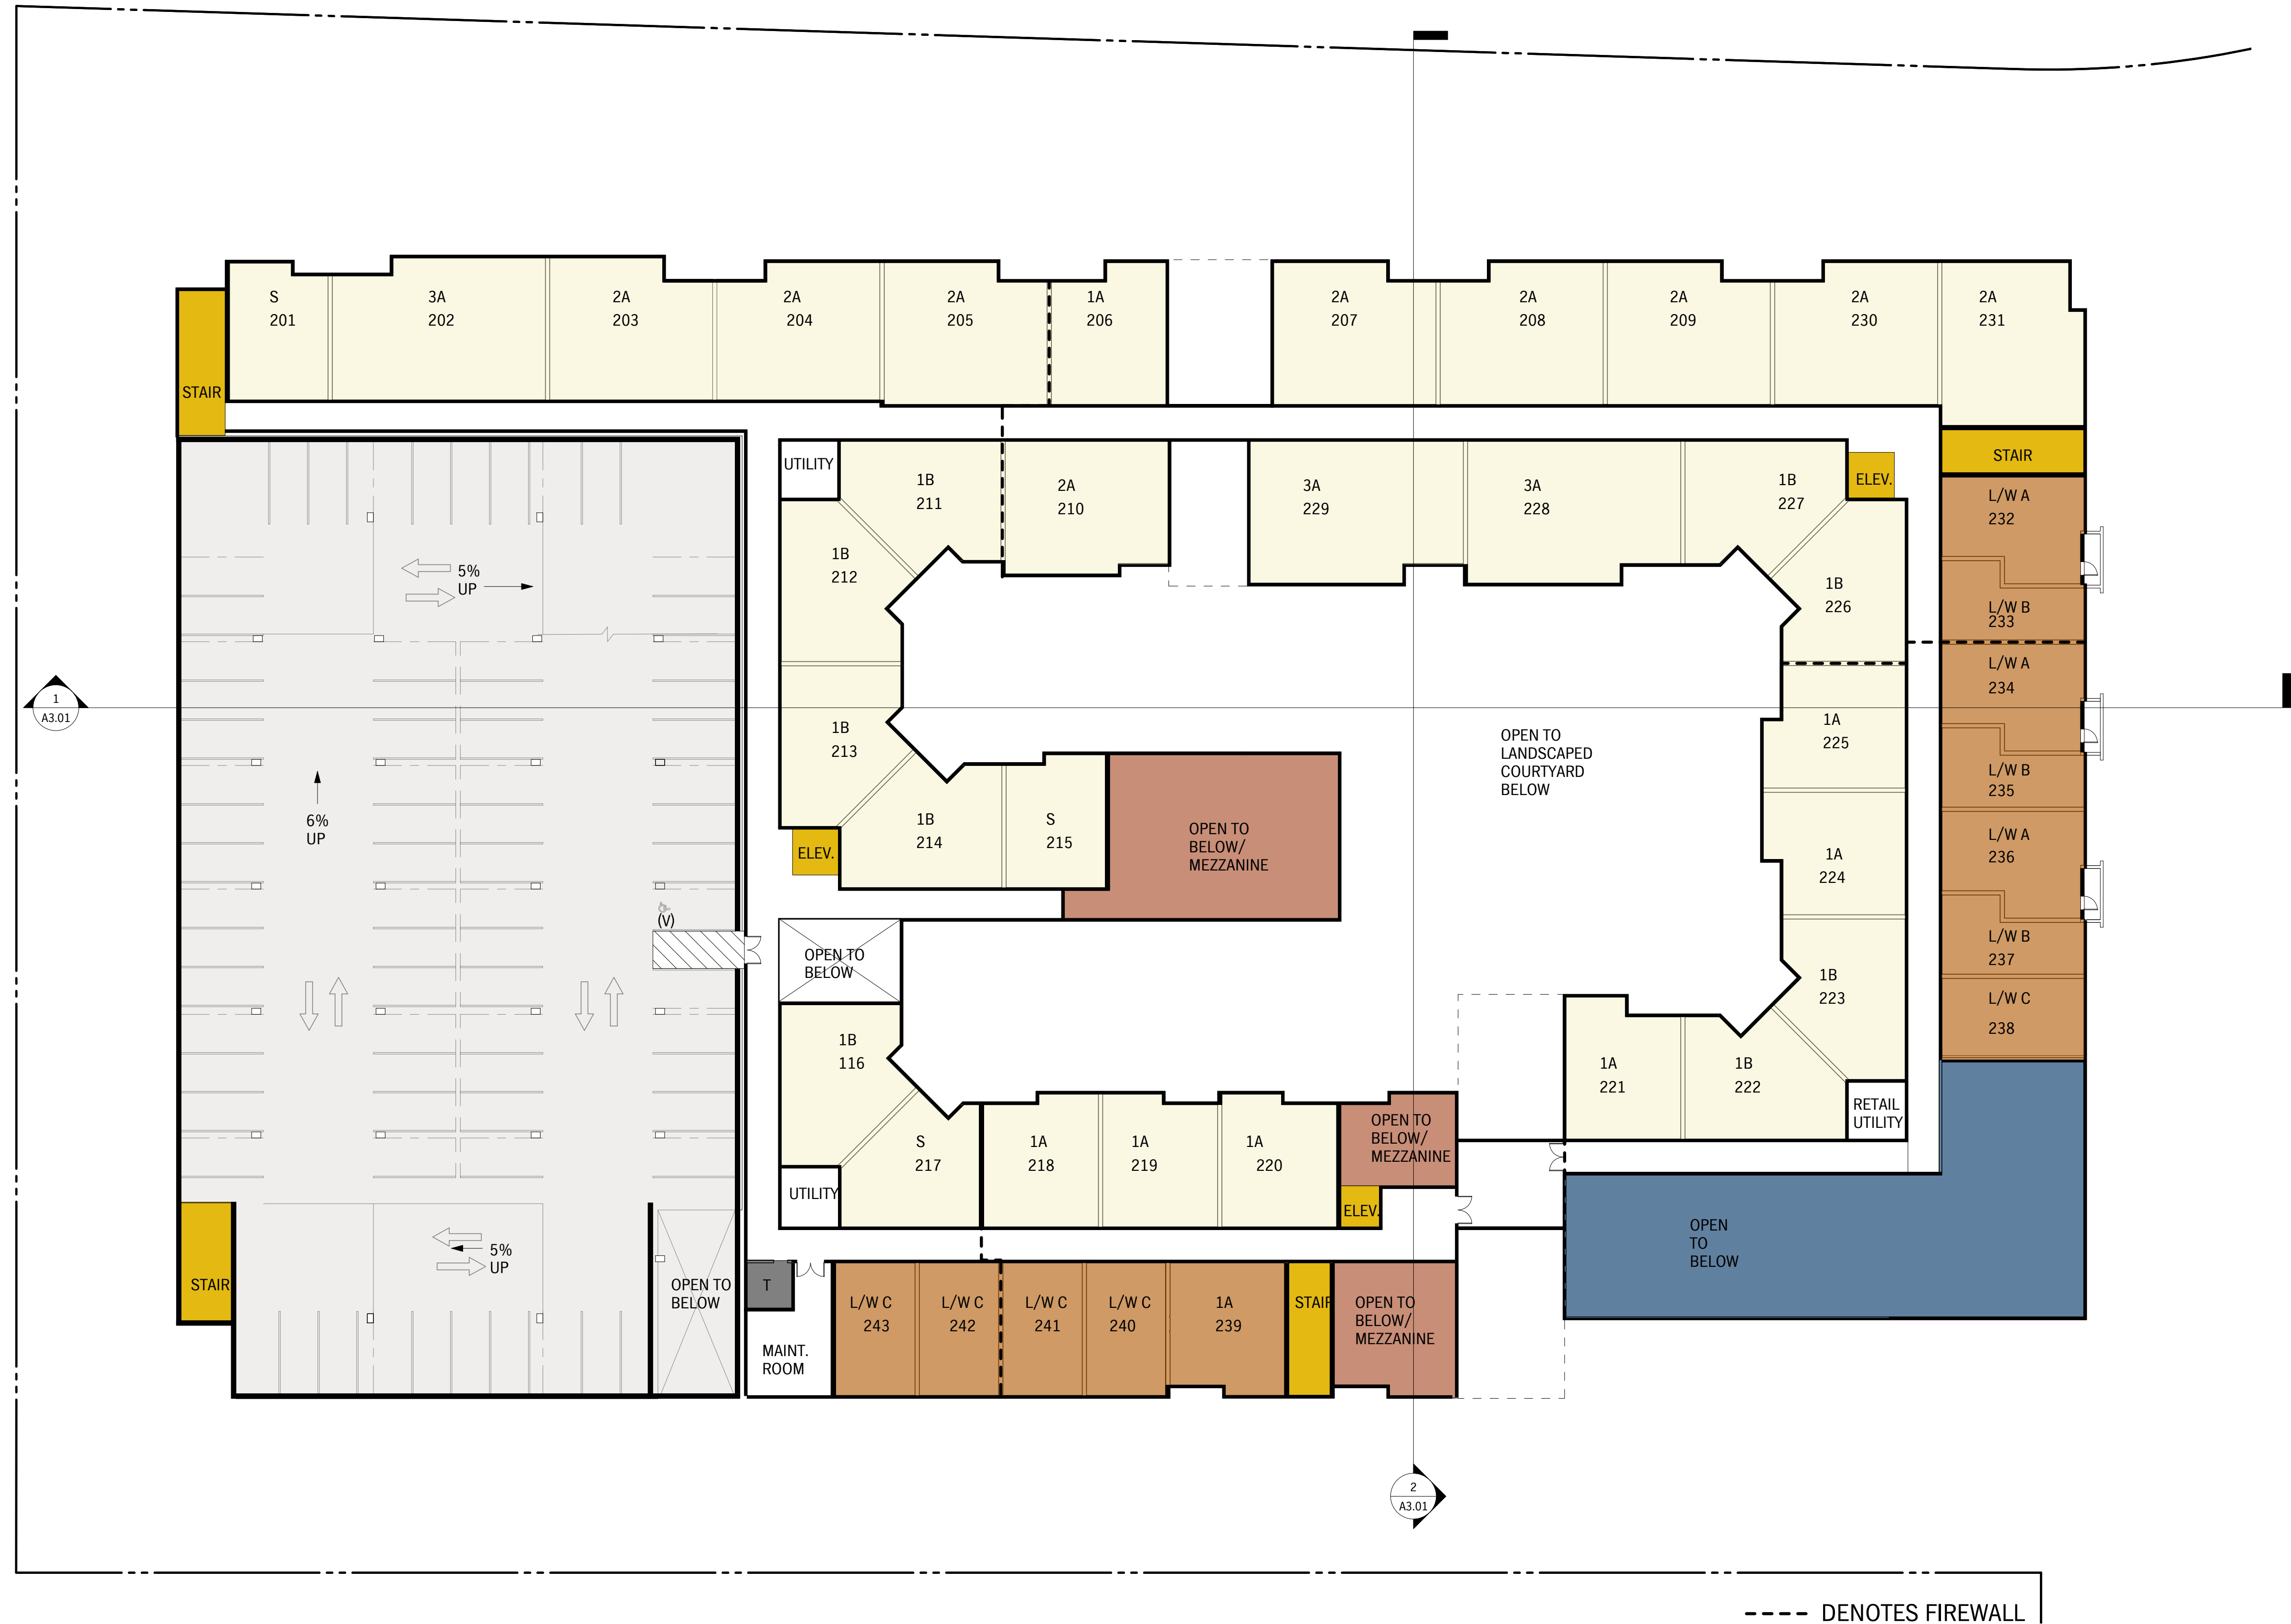 S
201
3A
202
2A
203
2A
204
2A
205
1A
206
2A
207
2A
208
2A
209
2A
230
2A
231
STAIR
STAIR
UTILITY
1B
211
2A
210
3A
229
3A
228
1B
227
ELEV.
L/W A
232
1B
212
1B
226
L/W B
233
5%
UP
L/W A
234
1
A3.01
1B
213
1A
225
OPEN TO
LANDSCAPED
COURTYARD
BELOW
L/W B
235
6%
UP
1B
214
S
215
OPEN TO
BELOW/
MEZZANINE
ELEV.
1A
224
L/W A
236
(V)
OPEN TO
BELOW
L/W B
237
1B
223
L/W C
238
1B
116
1A
221
1B
222
RETAIL
UTILITY
S
217
1A
218
1A
219
1A
220
OPEN TO
BELOW/
MEZZANINE
UTILITY
ELEV.
OPEN
TO
BELOW
5%
UP
STAIR
OPEN TO
BELOW
T
MAINT.
ROOM
L/W C
243
L/W C
242
L/W C
241
L/W C
240
1A
239
STAIR
OPEN TO
BELOW/
MEZZANINE
2
A3.01
DENOTES FIREWALL